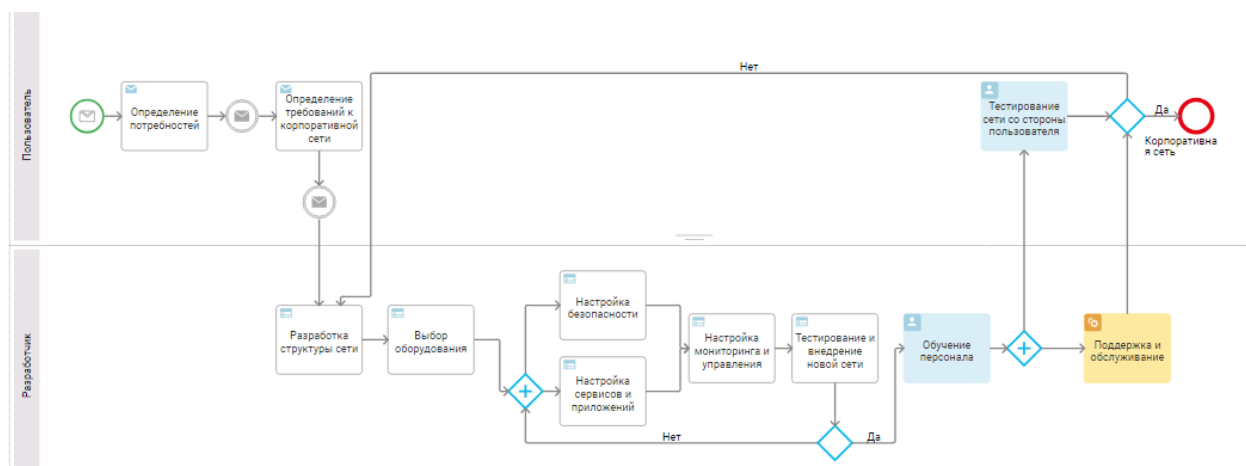 Пользователь
Определение
потребностей
Определение
требований к
корпоративной
сети
Нет
Тестирование
сети со стороны
пользователя
Да
Корпоративна
я сеть
Разработчик
Разработка
структуры сети
Выбор
оборудования
Настройка
безопасности
Настройка
сервисов и
приложений
Настройка
мониторинга и
управления
Тестирование и
внедрение
новой сети
Нет
Да
Обучение
персонала
Поддержка и
обслуживание